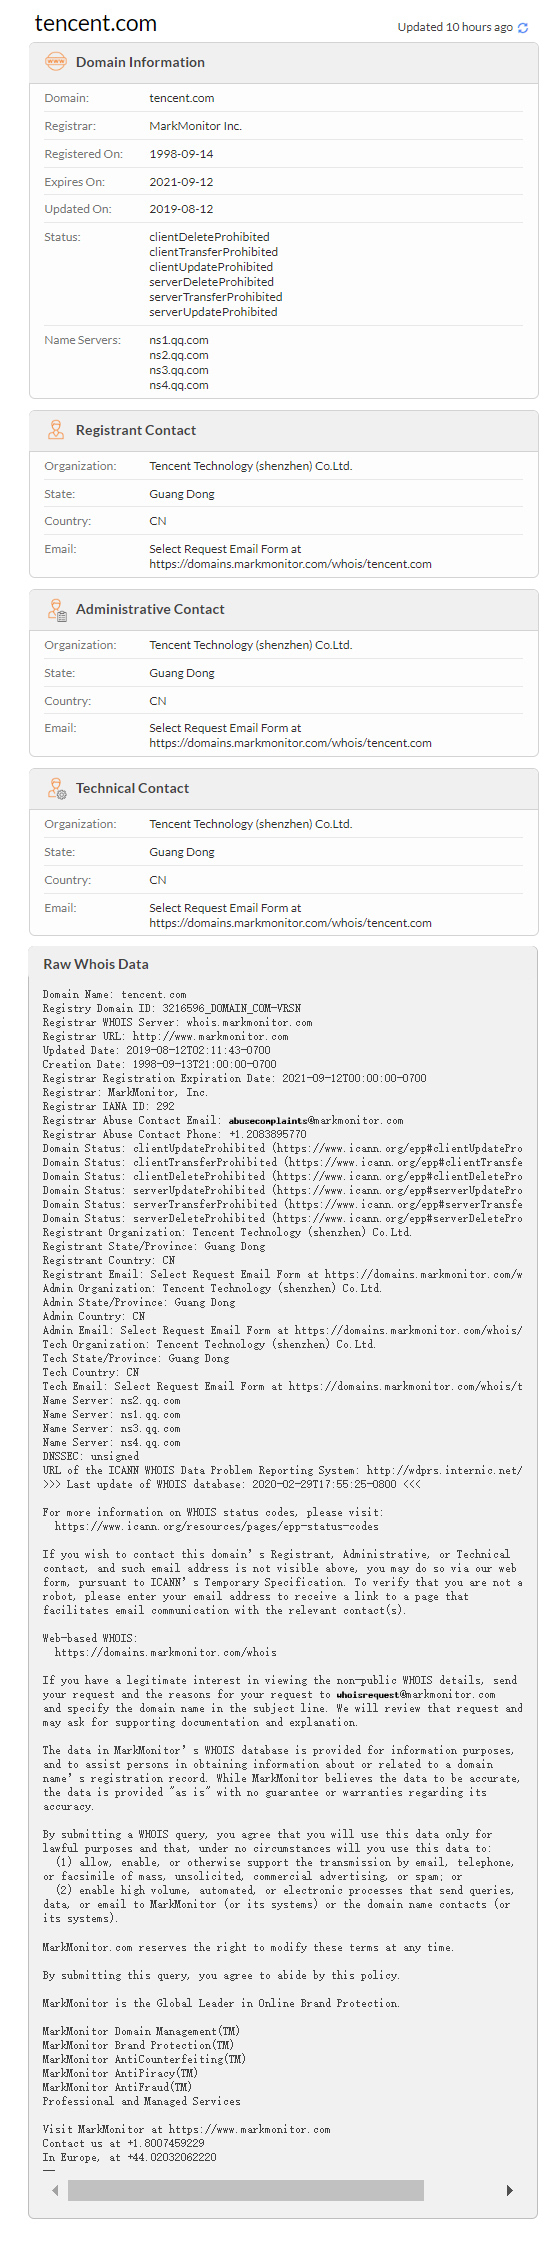 tencent.com
Updated 10 hours ago
www
Domain Information
Domain: tencent.com
Registrar: MarkMonitor Inc.
Registered On: 1998-09-14
Expires On: 2021-09-12
Updated On: 2019-08-12
Status: clientDeleteProhibited
clientTransferProhibited
clientUpdateProhibited
serverDeleteProhibited
serverTransferProhibited
serverUpdateProhibited
Name Servers: ns1.qq.com
ns2.qq.com
ns3.qq.com
ns4.qq.com
Registrant Contact
Organization: Tencent Technology (shenzhen) Co.Ltd.
State: Guang Dong
Country: CN
Email: Select Request Email Form at
https://domains.markmonitor.com/whois/tencent.com
Administrative Contact
Organization: Tencent Technology (shenzhen) Co.Ltd.
State: Guang Dong
Country: CN
Email: Select Request Email Form at
https://domains.markmonitor.com/whois/tencent.com
Technical Contact
Organization: Tencent Technology (shenzhen) Co.Ltd.
State: Guang Dong
Country: CN
Email: Select Request Email Form at
https://domains.markmonitor.com/whois/tencent.com
Raw Whois Data
Domain Name: tencent.com
Registry Domain ID: 3216596_DOMAIN_COM-VRSN
Registrar WHOIS Server: whois.markmonitor.com
Registrar URL: http://www.markmonitor.com
Updated Date: 2019-08-12T02:11:43-0700
Creation Date: 1998-09-13T21:00:00-0700
Registrar Registration Expiration Date: 2021-09-12T00:00:00-0700
Registrar: MarkMonitor, Inc.
Registrar IANA ID: 292
Registrar Abuse Contact Email: abusecomplaints@markmonitor.com
Registrar Abuse Contact Phone: +1.2083895770
Domain Status: clientUpdateProhibited (https://www.icann.org/epp#clientUpdatePro
Domain Status: clientTransferProhibited (https://www.icann.org/epp#clientTransfe
Domain Status: clientDeleteProhibited (https://www.icann.org/epp#clientDeletePro
Domain Status: serverUpdateProhibited (https://www.icann.org/epp#serverUpdatePro
Domain Status: serverTransferProhibited (https://www.icann.org/epp#serverTransfe
Domain Status: serverDeleteProhibited (https://www.icann.org/epp#serverDeletePro
Registrant Organization: Tencent Technology (shenzhen) Co.Ltd.
Registrant State/Province: Guang Dong
Registrant Country: CN
Registrant Email: Select Request Email Form at https://domains.markmonitor.com/w
Admin Organization: Tencent Technology (shenzhen) Co.Ltd.
Admin State/Province: Guang Dong
Admin Country: CN
Admin Email: Select Request Email Form at https://domains.markmonitor.com/whois/
Tech Organization: Tencent Technology (shenzhen) Co.Ltd.
Tech State/Province: Guang Dong
Tech Country: CN
Tech Email: Select Request Email Form at https://domains.markmonitor.com/whois/t
Name Server: ns2.qq.com
Name Server: ns1.qq.com
Name Server: ns3.qq.com
Name Server: ns4.qq.com
DNSSEC: unsigned
URL of the ICANN WHOIS Data Problem Reporting System: http://wdprs.internic.net/
>>> Last update of WHOIS database: 2020-02-29T17:55:25-0800 <<<
For more information on WHOIS status codes, please visit:
https://www.icann.org/resources/pages/epp-status-codes
If you wish to contact this domain's Registrant, Administrative, or Technical
contact, and such email address is not visible above, you may do so via our web
form, pursuant to ICANN's Temporary Specification. To verify that you are not a
robot, please enter your email address to receive a link to a page that
facilitates email communication with the relevant contact(s).
Web-based WHOIS:
https://domains.markmonitor.com/whois
If you have a legitimate interest in viewing the non-public WHOIS details, send
your request and the reasons for your request to whoisrequest@markmonitor.com
and specify the domain name in the subject line. We will review that request and
may ask for supporting documentation and explanation.
The data in MarkMonitor's WHOIS database is provided for information purposes,
and to assist persons in obtaining information about or related to a domain
name's registration record. While MarkMonitor believes the data to be accurate,
the data is provided "as is" with no guarantee or warranties regarding its
accuracy.
By submitting a WHOIS query, you agree that you will use this data only for
lawful purposes and that, under no circumstances will you use this data to:
(1) allow, enable, or otherwise support the transmission by email, telephone,
or facsimile of mass, unsolicited, commercial advertising, or spam; or
(2) enable high volume, automated, or electronic processes that send queries,
data, or email to MarkMonitor (or its systems) or the domain name contacts (or
its systems).
MarkMonitor.com reserves the right to modify these terms at any time.
By submitting this query, you agree to abide by this policy.
MarkMonitor is the Global Leader in Online Brand Protection.
MarkMonitor Domain Management(TM)
MarkMonitor Brand Protection(TM)
MarkMonitor AntiCounterfeiting(TM)
MarkMonitor AntiPiracy(TM)
MarkMonitor AntiFraud(TM)
Professional and Managed Services
Visit MarkMonitor at https://www.markmonitor.com
Contact us at +1.8007459229
In Europe, at +44.02032062220
--